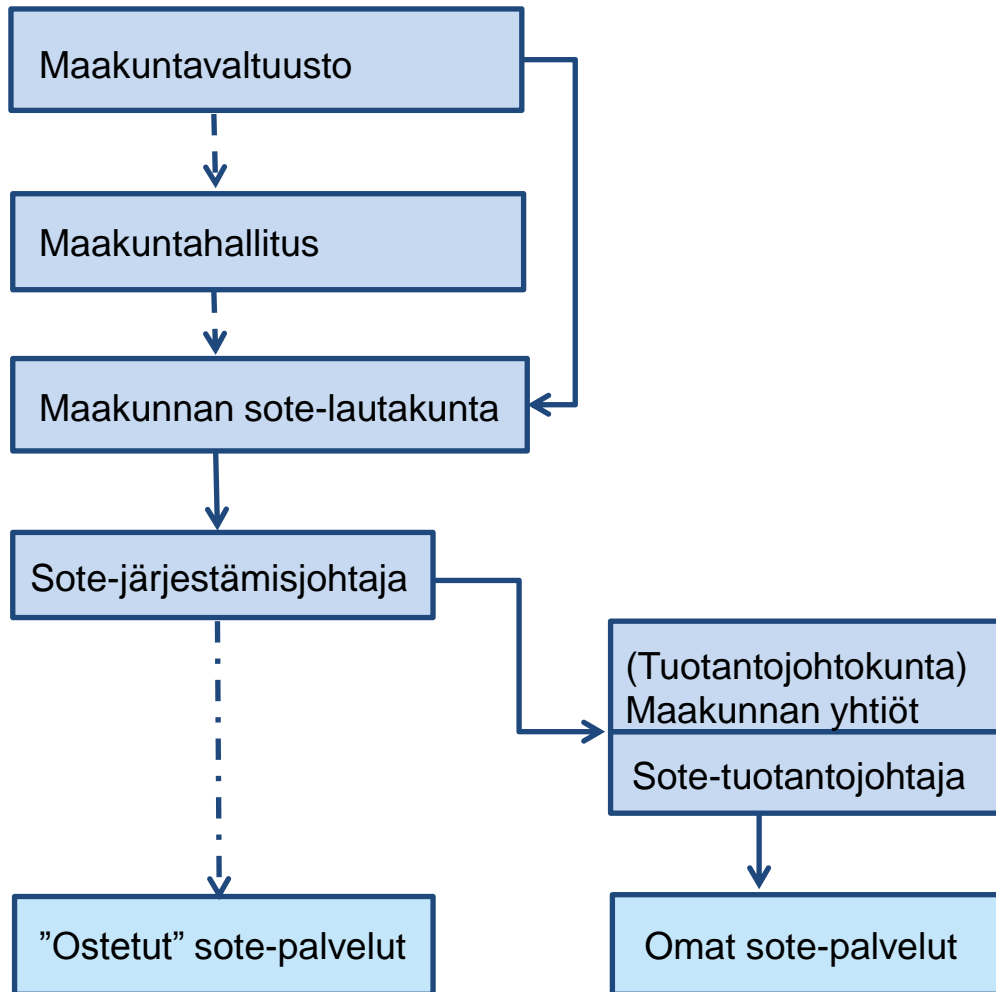 Maakuntavaltuusto
Maakuntahallitus
Maakunnan sote-lautakunta
Sote-järjestämisjohtaja
(Tuotantojohtokunta)
Maakunnan yhtiöt
Sote-tuotantojohtaja
”Ostetut” sote-palvelut
Omat sote-palvelut